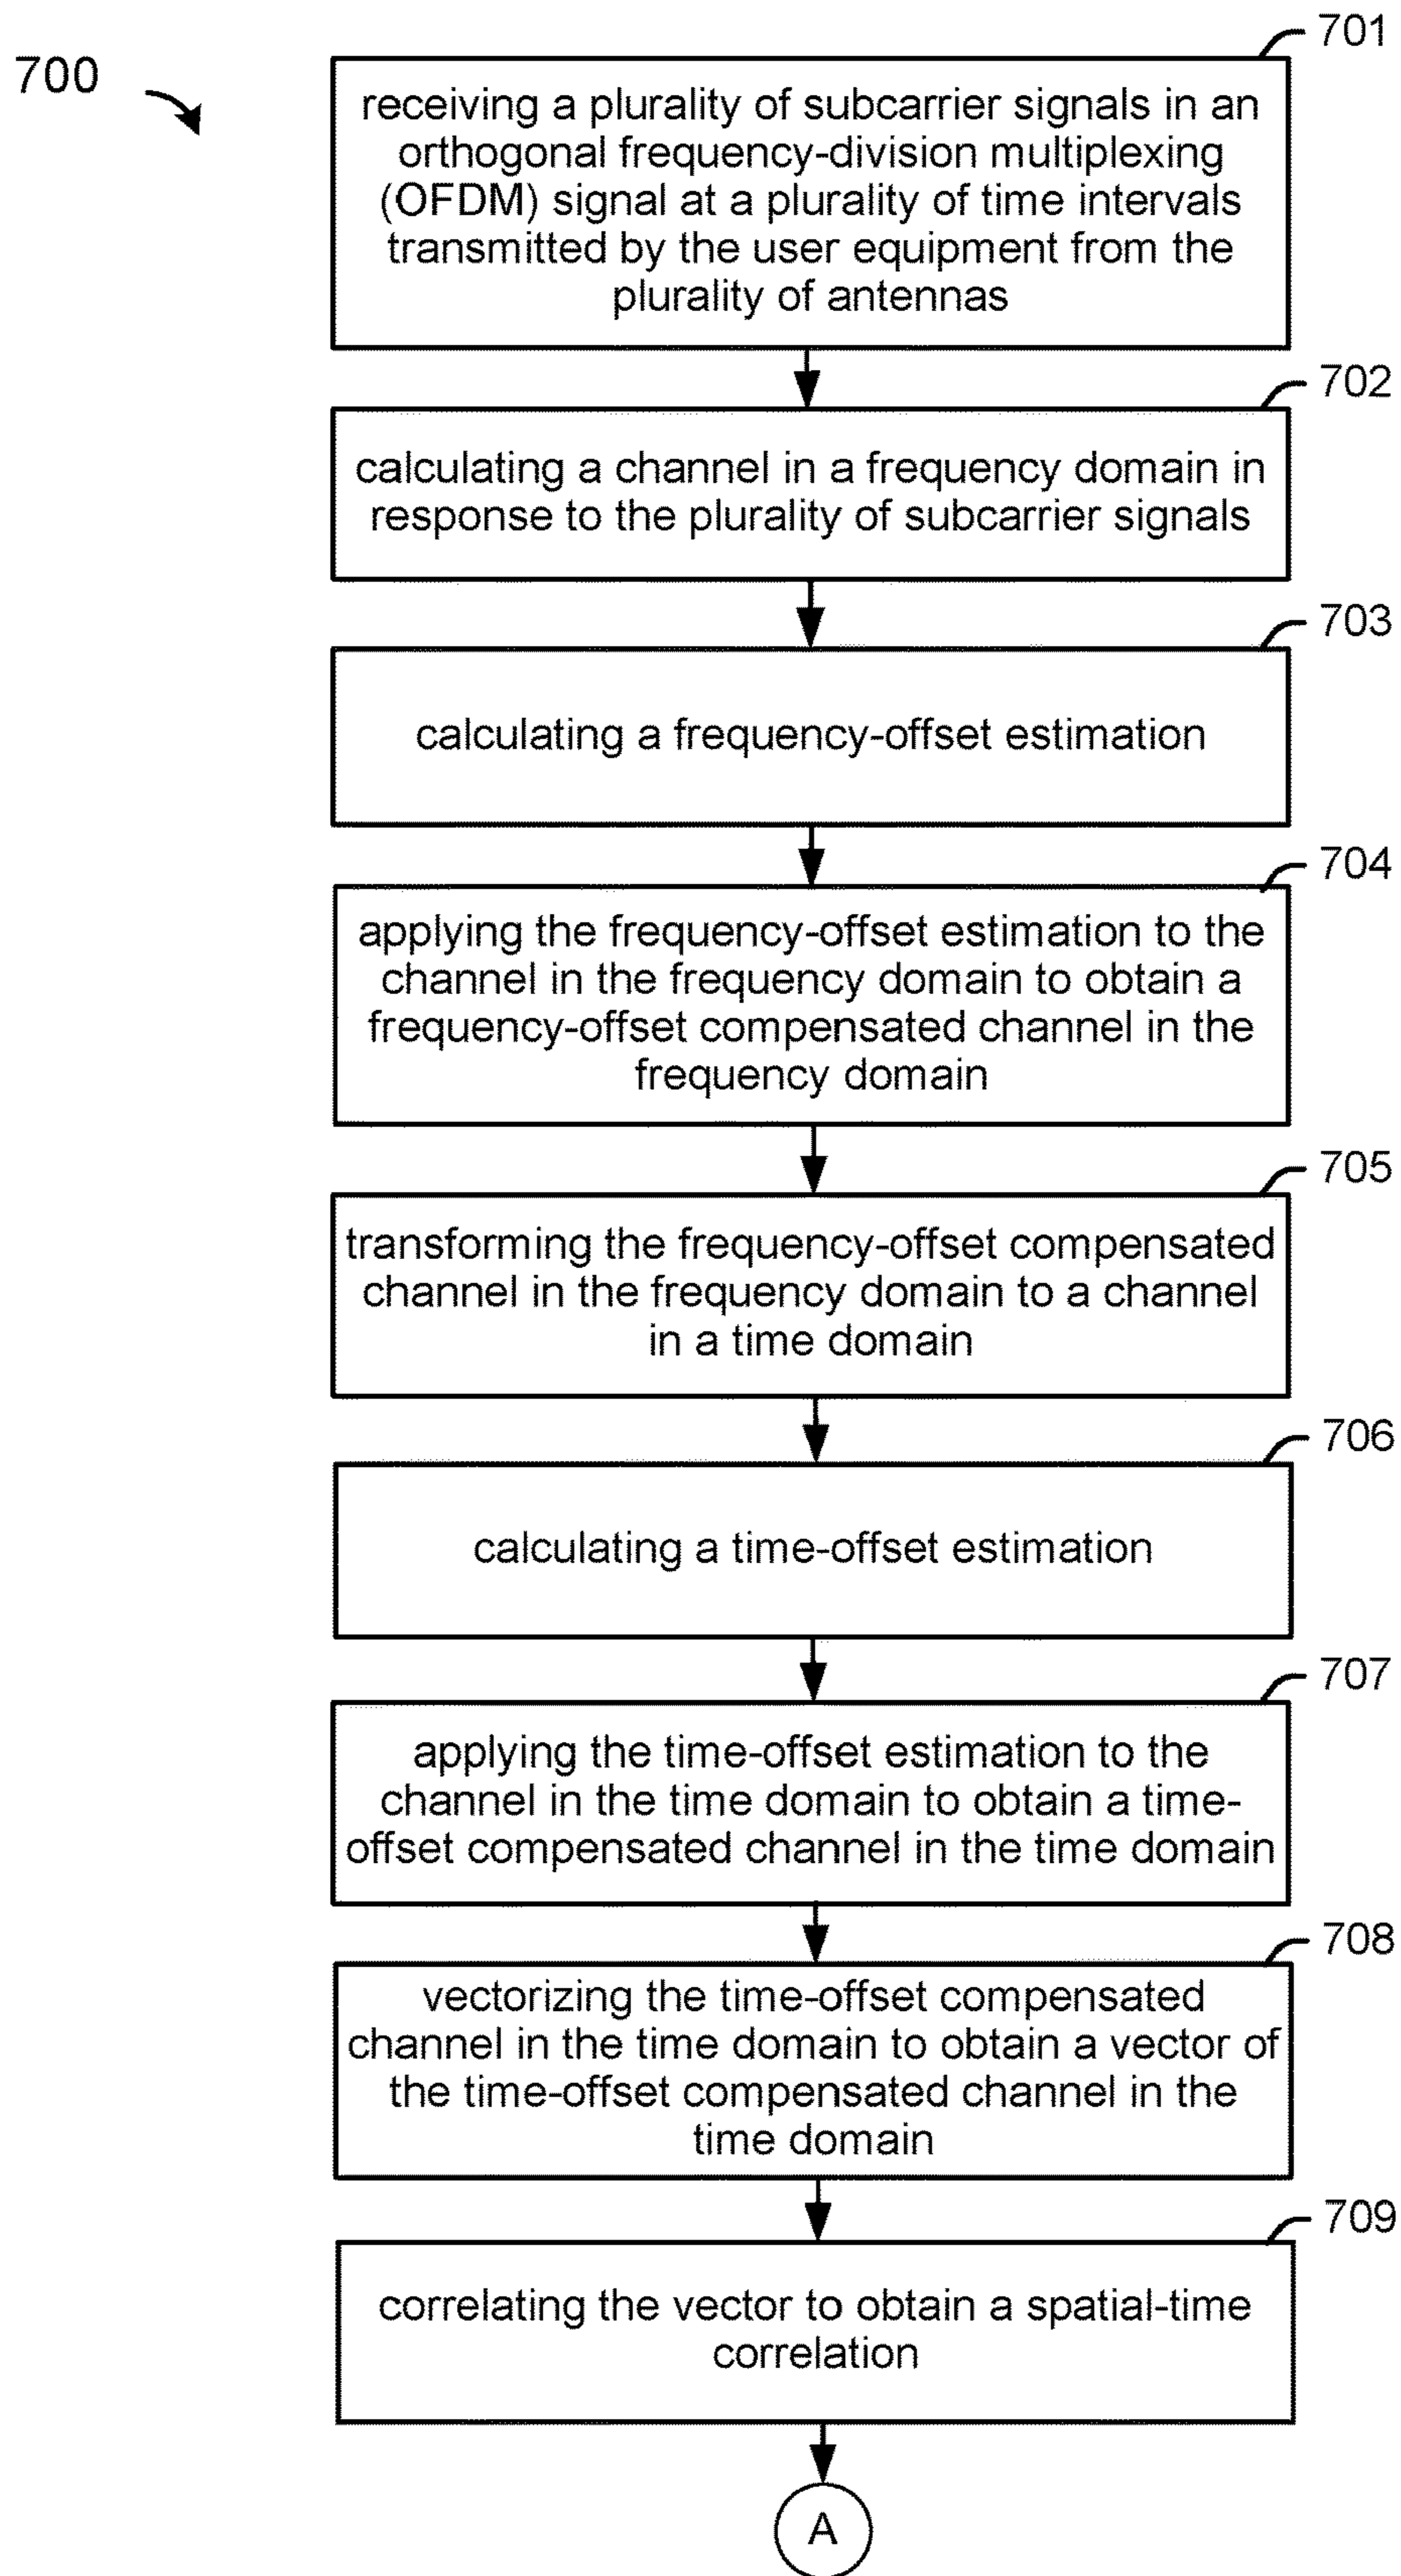 700
701
receiving a plurality of subcarrier signals in an
orthogonal frequency-division multiplexing
(OFDM) signal at a plurality of time intervals
transmitted by the user equipment from the
plurality of antennas
702
calculating a channel in a frequency domain in
response to the plurality of subcarrier signals
703
calculating a frequency-offset estimation
704
applying the frequency-offset estimation to the
channel in the frequency domain to obtain a
frequency-offset compensated channel in the
frequency domain
705
transforming the frequency-offset compensated
channel in the frequency domain to a channel
in a time domain
706
calculating a time-offset estimation
707
applying the time-offset estimation to the
channel in the time domain to obtain a time-
offset compensated channel in the time domain
708
vectorizing the time-offset compensated
channel in the time domain to obtain a vector of
the time-offset compensated channel in the
time domain
709
correlating the vector to obtain a spatial-time
correlation
A